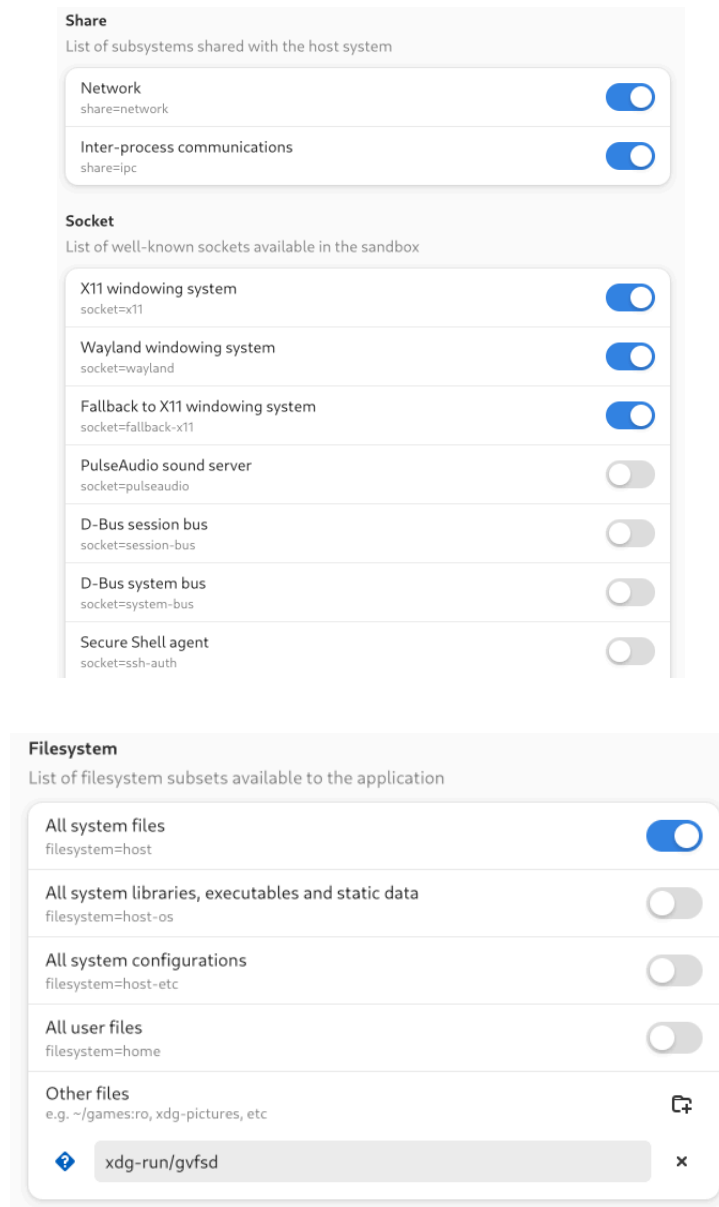 Share
List of subsystems shared with the host system
Network
share=network
Inter-process communications
share=ipc
Socket
List of well-known sockets available in the sandbox
X11 windowing system
socket=x11
Wayland windowing system
socket=wayland
Fallback to X11 windowing system
socket=fallback-x11
PulseAudio sound server
socket=pulseaudio
D-Bus session bus
socket=session-bus
D-Bus system bus
socket=system-bus
Secure Shell agent
socket=ssh-auth
Filesystem
List of filesystem subsets available to the application
All system files
filesystem=host
All system libraries, executables and static data
filesystem=host-os
All system configurations
filesystem=host-etc
All user files
filesystem=home
Other files
e.g. ~/games:ro, xdg-pictures, etc
xdg-run/gvfsd